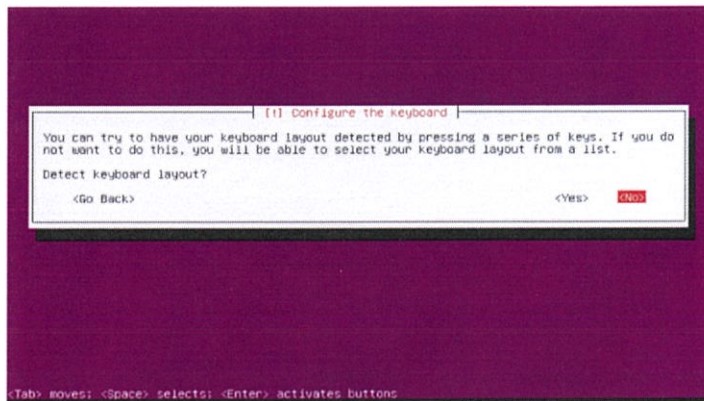 [!] Configure the keyboard
You can try to have your keyboard layout detected by pressing a series of keys. If you do
not want to do this, you will be able to select your keyboard layout from a list.
Detect keyboard layout?
<Go Back> <Yes> <No>
<Tab> moves; <Space> selects; <Enter> activates buttons